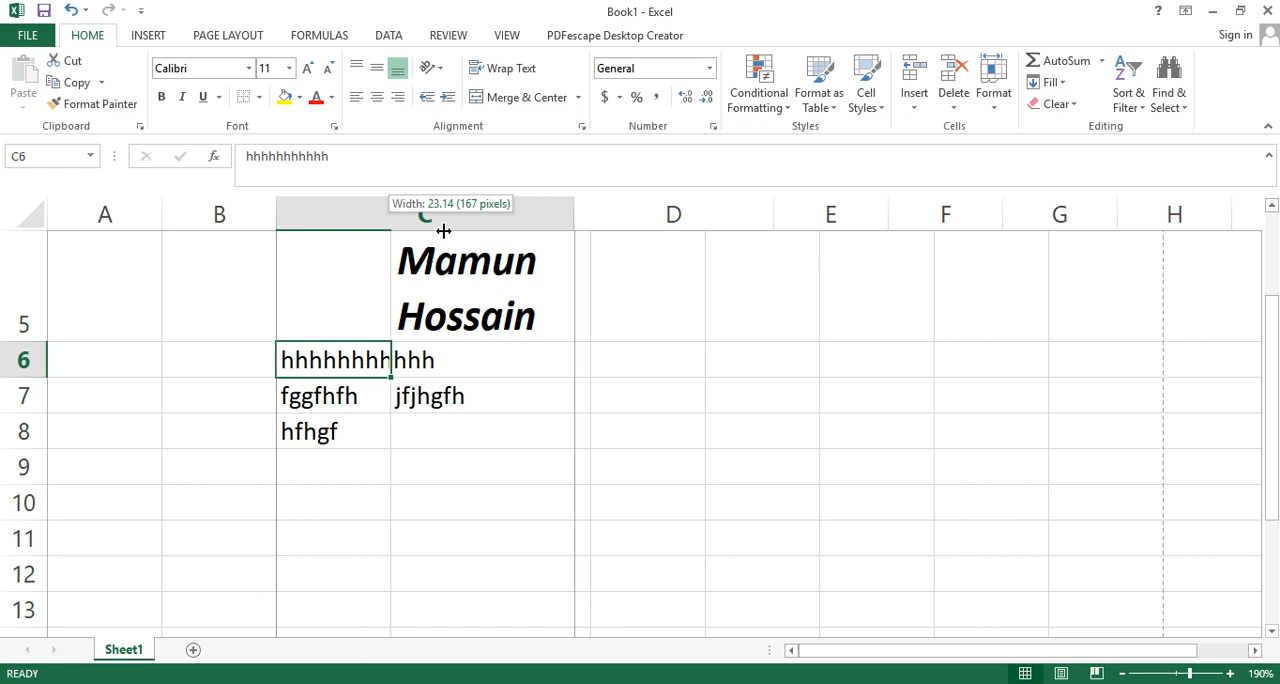 Book1 - Excel
?
FILE HOME INSERT PAGE LAYOUT FORMULAS DATA REVIEW VIEW PDFescape Desktop Creator Sign in
Paste
Cut
Copy
Format Painter
Clipboard
Calibri 11
B I U
Font
Wrap Text
Merge & Center
Alignment
General
$ % ,
Number
Conditional Formatting
Format as Table
Cell Styles
Styles
Insert
Delete
Format
Cells
AutoSum
Fill
Clear
Sort & Filter
Find & Select
Editing
C6 fx hhhhhhhhhhh
Width: 23.14 (167 pixels)
A B C D E F G H
Mamun
5 Hossain
6 hhhhhhhhhhh
7 fggfhfh jfjhgfh
8 hfhgf
9
10
11
12
13
Sheet1
READY 190%